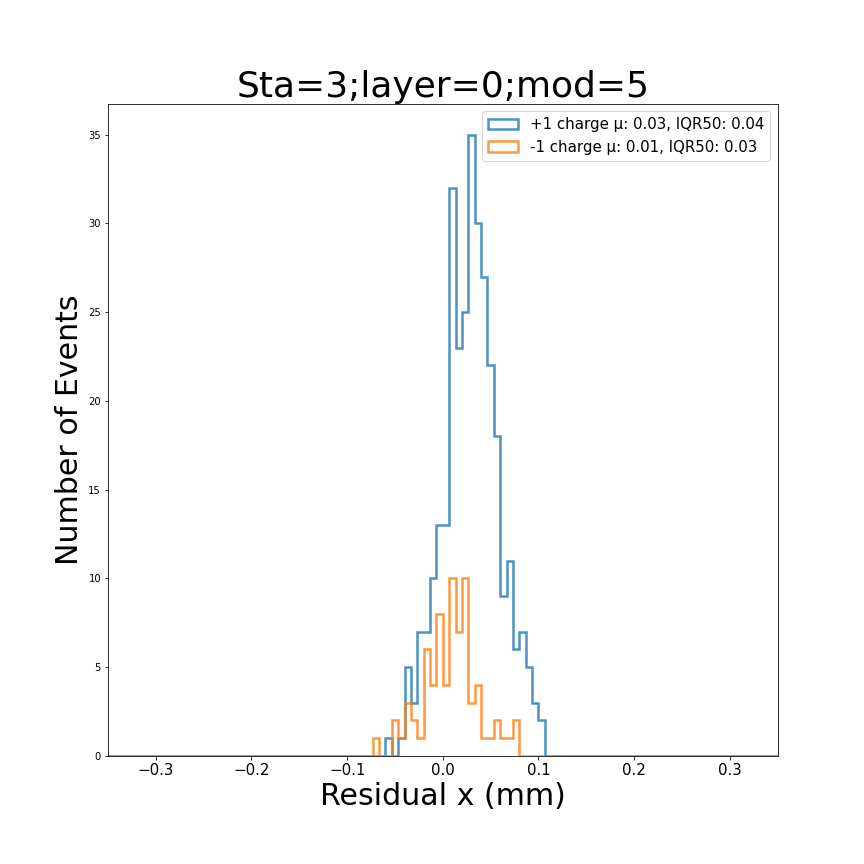 Sta=3;layer=0;mod=5
+1 charge μ: 0.03, IQR50: 0.04
-1 charge μ: 0.01, IQR50: 0.03
Number of Events
35
30
25
20
15
10
5
0
−0.3 −0.2 −0.1 0.0 0.1 0.2 0.3
Residual x (mm)